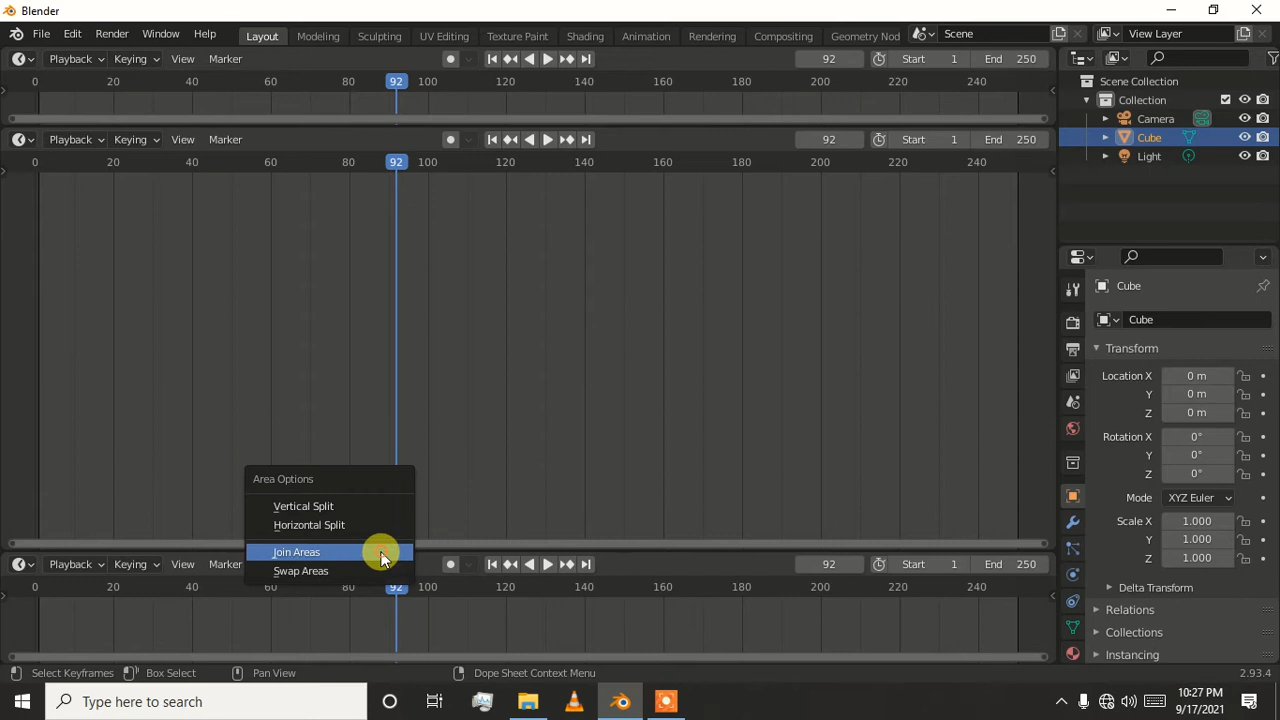 Blender
File Edit Render Window Help Layout Modeling Sculpting UV Editing Texture Paint Shading Animation Rendering Compositing Geometry Nod Scene View Layer
Playback Keying View Marker 92 Start 1 End 250
0 20 40 60 80 92 100 120 140 160 180 200 220 240
Playback Keying View Marker 92 Start 1 End 250
0 20 40 60 80 92 100 120 140 160 180 200 220 240
Scene Collection
Collection
Camera
Cube
Light
Cube
Cube
Transform
Location X 0 m
Y 0 m
Z 0 m
Rotation X 0°
Y 0°
Z 0°
Mode XYZ Euler
Scale X 1.000
Y 1.000
Z 1.000
Delta Transform
Relations
Collections
Instancing
Area Options
Vertical Split
Horizontal Split
Join Areas
Swap Areas
Playback Keying View Mar 92 Start 1 End 250
0 20 40 60 80 92 100 120 140 160 180 200 220 240
Select Keyframes Box Select Pan View Dope Sheet Context Menu 2.93.4
Type here to search
10:27 PM
9/17/2021